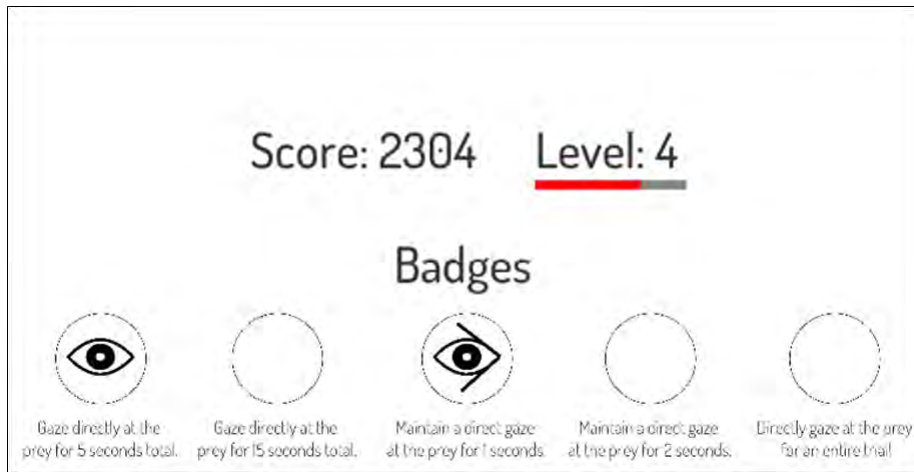 Score: 2304
Level: 4
Badges
Gaze directly at the
prey for 5 seconds total.
Gaze directly at the
prey for 15 seconds total.
Maintain a direct gaze
at the prey for 1 seconds.
Maintain a direct gaze
at the prey for 2 seconds.
Directly gaze at the prey
for an entire trial